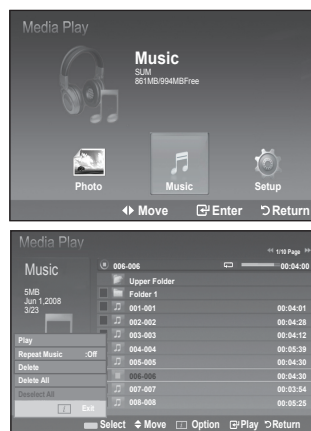 Media Play
Music
SUM
861MB/994MBFree
Photo
Music
Setup
Move
Enter
Return
Media Play
1/10 Page
Music
006-006
00:04:00
5MB
Jun 1,2008
3/23
Upper Folder
Folder 1
001-001 00:04:01
002-002 00:04:28
003-003 00:04:12
004-004 00:05:39
005-005 00:04:30
006-006 00:04:30
007-007 00:03:54
008-008 00:05:25
Play
Repeat Music :Off
Delete
Delete All
Deselect All
Exit
Select Move Option Play Return